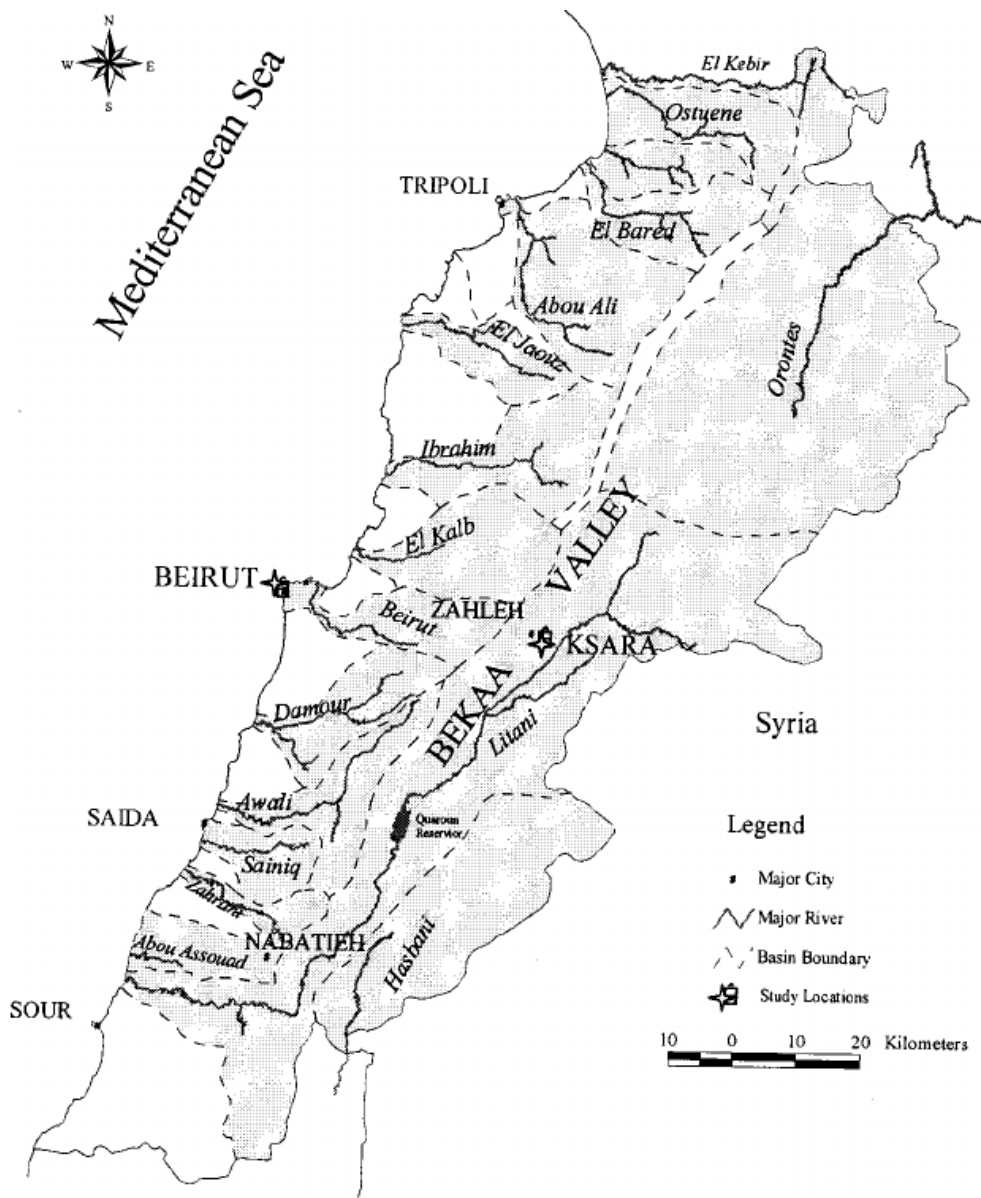 N
W
E
S
Mediterranean Sea
El Kebir
Ostuene
TRIPOLI
El Bared
Abou Ali
El Jaouz
Orontes
Ibrahim
El Kalb
BEKAA VALLEY
BEIRUT
Beirut
ZAHLEH
KSARA
Damour
Litani
Syria
Awali
SAIDA
Quaroun
Reservior
Sainiq
Zahrani
NABATIEH
Abou Assouad
Hasbani
SOUR
Legend
Major City
Major River
Basin Boundary
Study Locations
10 0 10 20 Kilometers